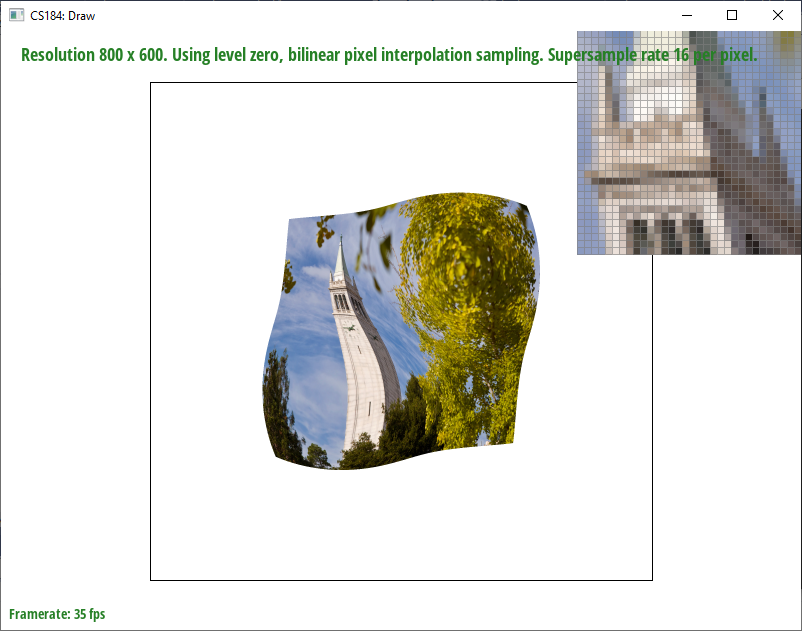 CS184: Draw
Resolution 800 x 600. Using level zero, bilinear pixel interpolation sampling. Supersample rate 16 per pixel.
Framerate: 35 fps